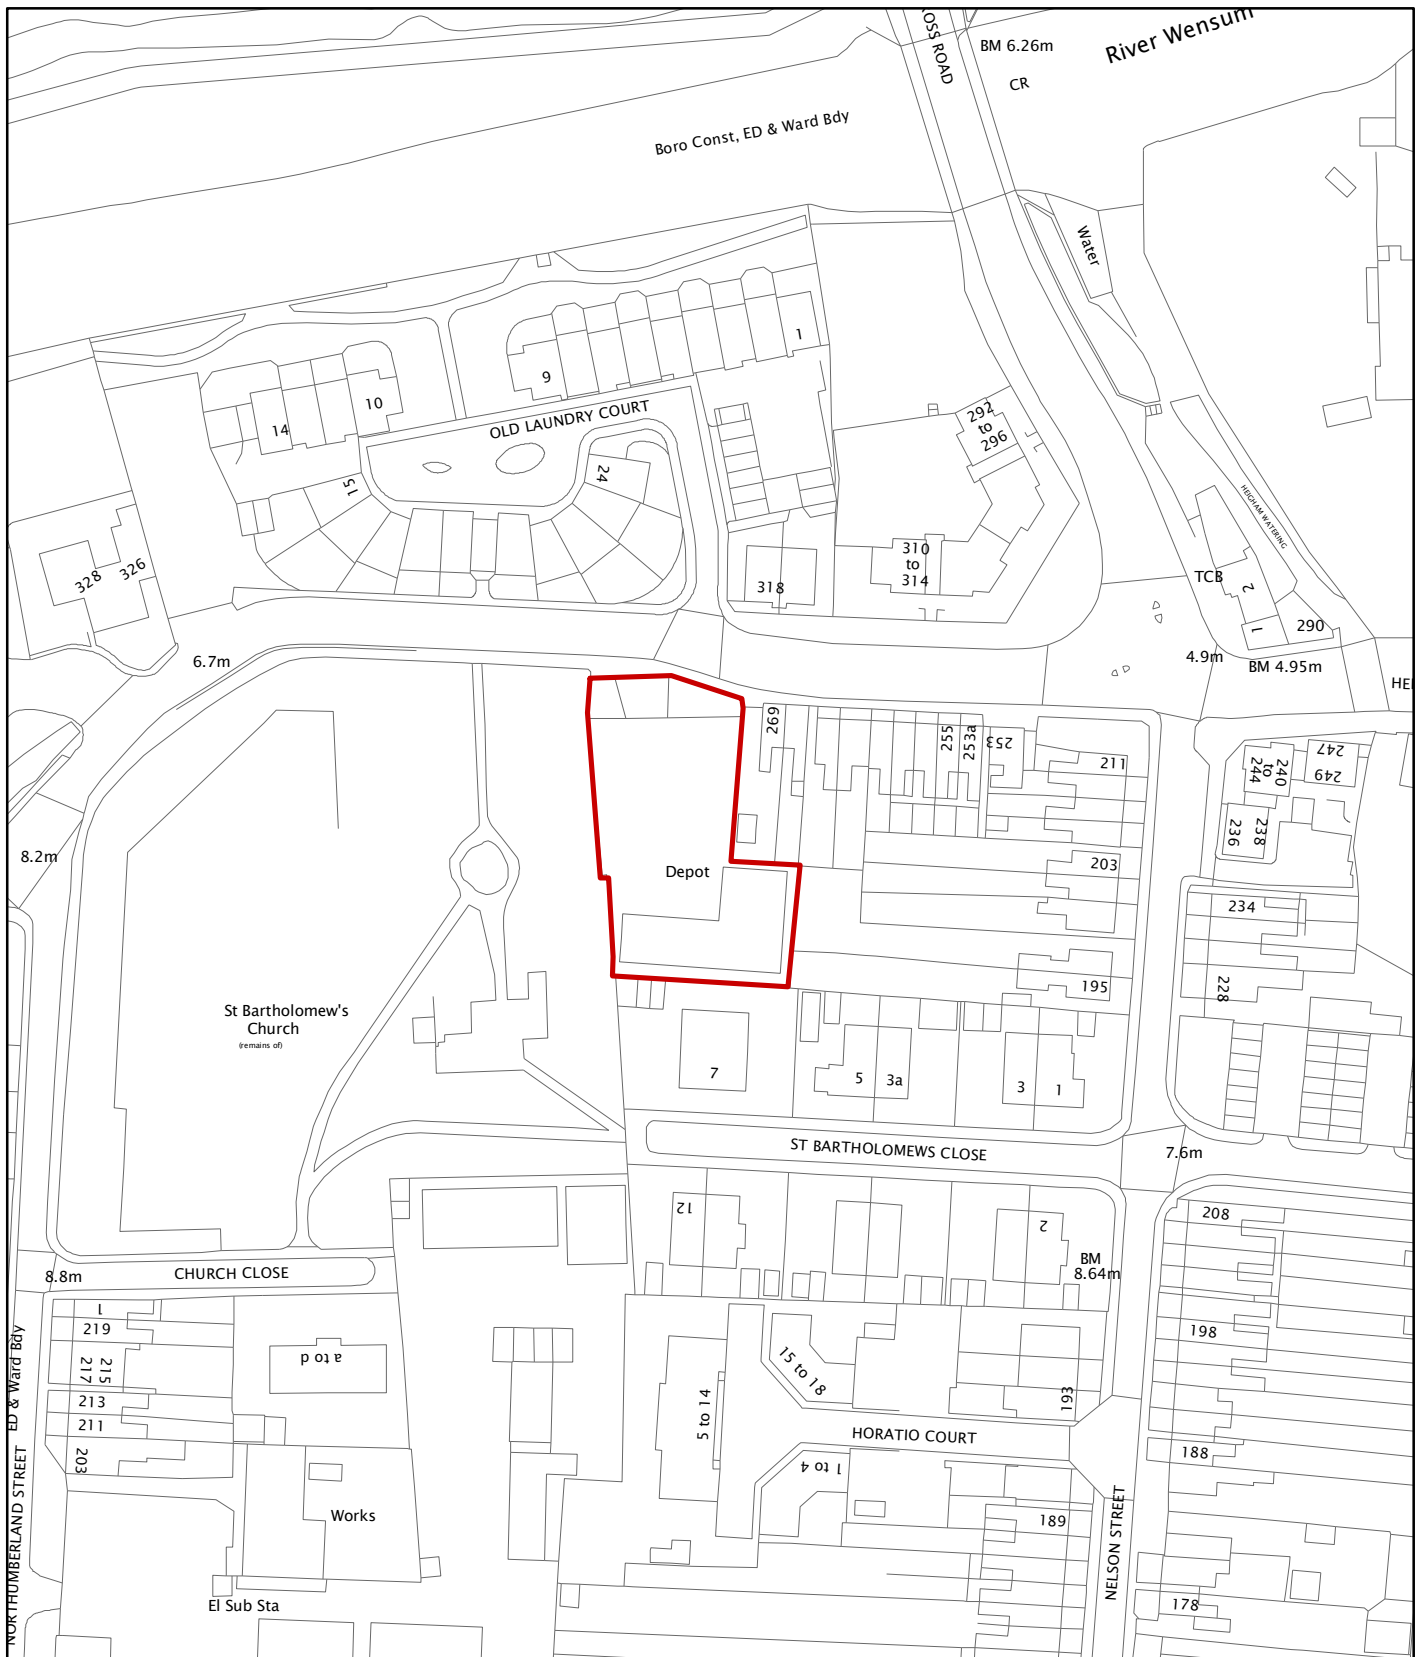 OSS ROAD
BM 6.26m
River Wensum
CR
Boro Const, ED & Ward Bdy
Water
1
9
10
14
OLD LAUNDRY COURT
292
to
296
24
15
HEIGHAM WATERING
328
326
310
to
314
318
TCB
2
1
290
6.7m
4.9m
BM 4.95m
HEI
269
255
253a
253
211
247
249
240
to
244
236
238
8.2m
Depot
203
234
195
228
St Bartholomew's
Church
(remains of)
7
5
3a
3
1
ST BARTHOLOMEWS CLOSE
7.6m
12
2
208
BM
8.64m
8.8m
CHURCH CLOSE
1
219
217
215
213
211
203
a to d
15 to 18
198
193
5 to 14
HORATIO COURT
188
1 to 4
Works
189
NELSON STREET
178
El Sub Sta
NORTHUMBERLAND STREET
ED & Ward Bdy